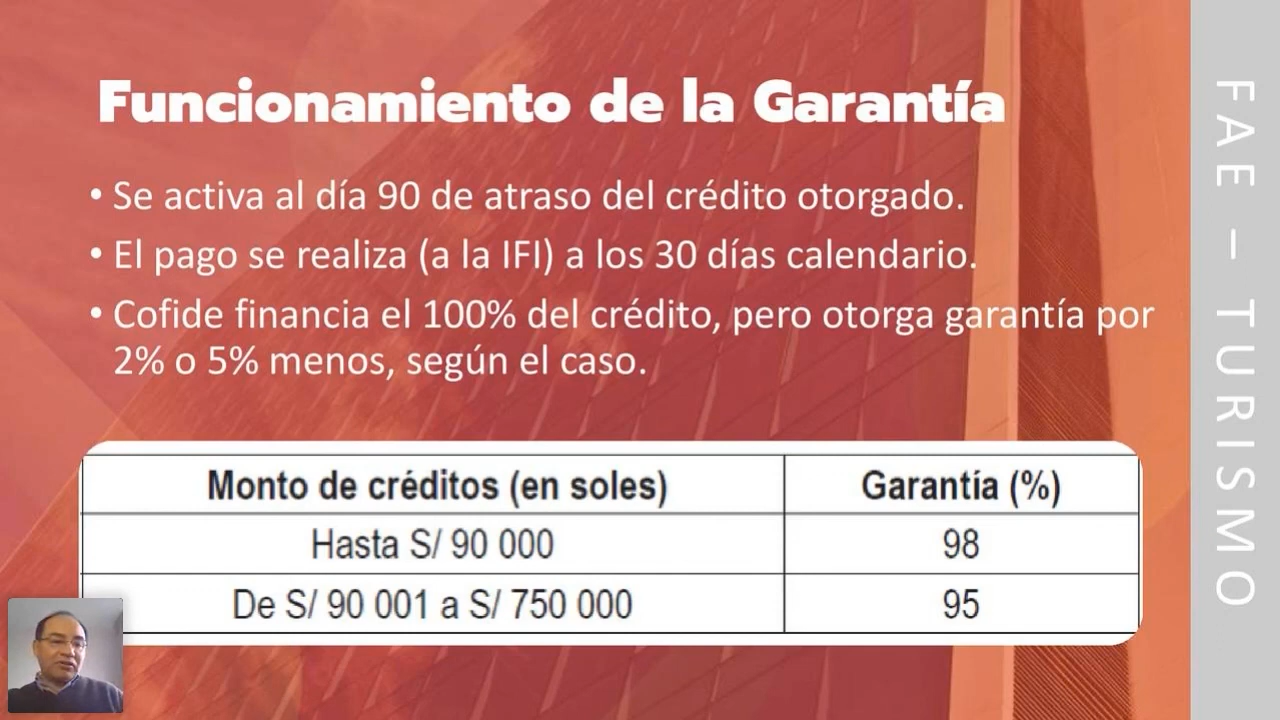 Funcionamiento de la Garantía
• Se activa al día 90 de atraso del crédito otorgado.
• El pago se realiza (a la IFI) a los 30 días calendario.
• Cofide financia el 100% del crédito, pero otorga garantía por
2% o 5% menos, según el caso.
Monto de créditos (en soles) Garantía (%)
Hasta S/ 90 000 98
De S/ 90 001 a S/ 750 000 95
FAE – TURISMO